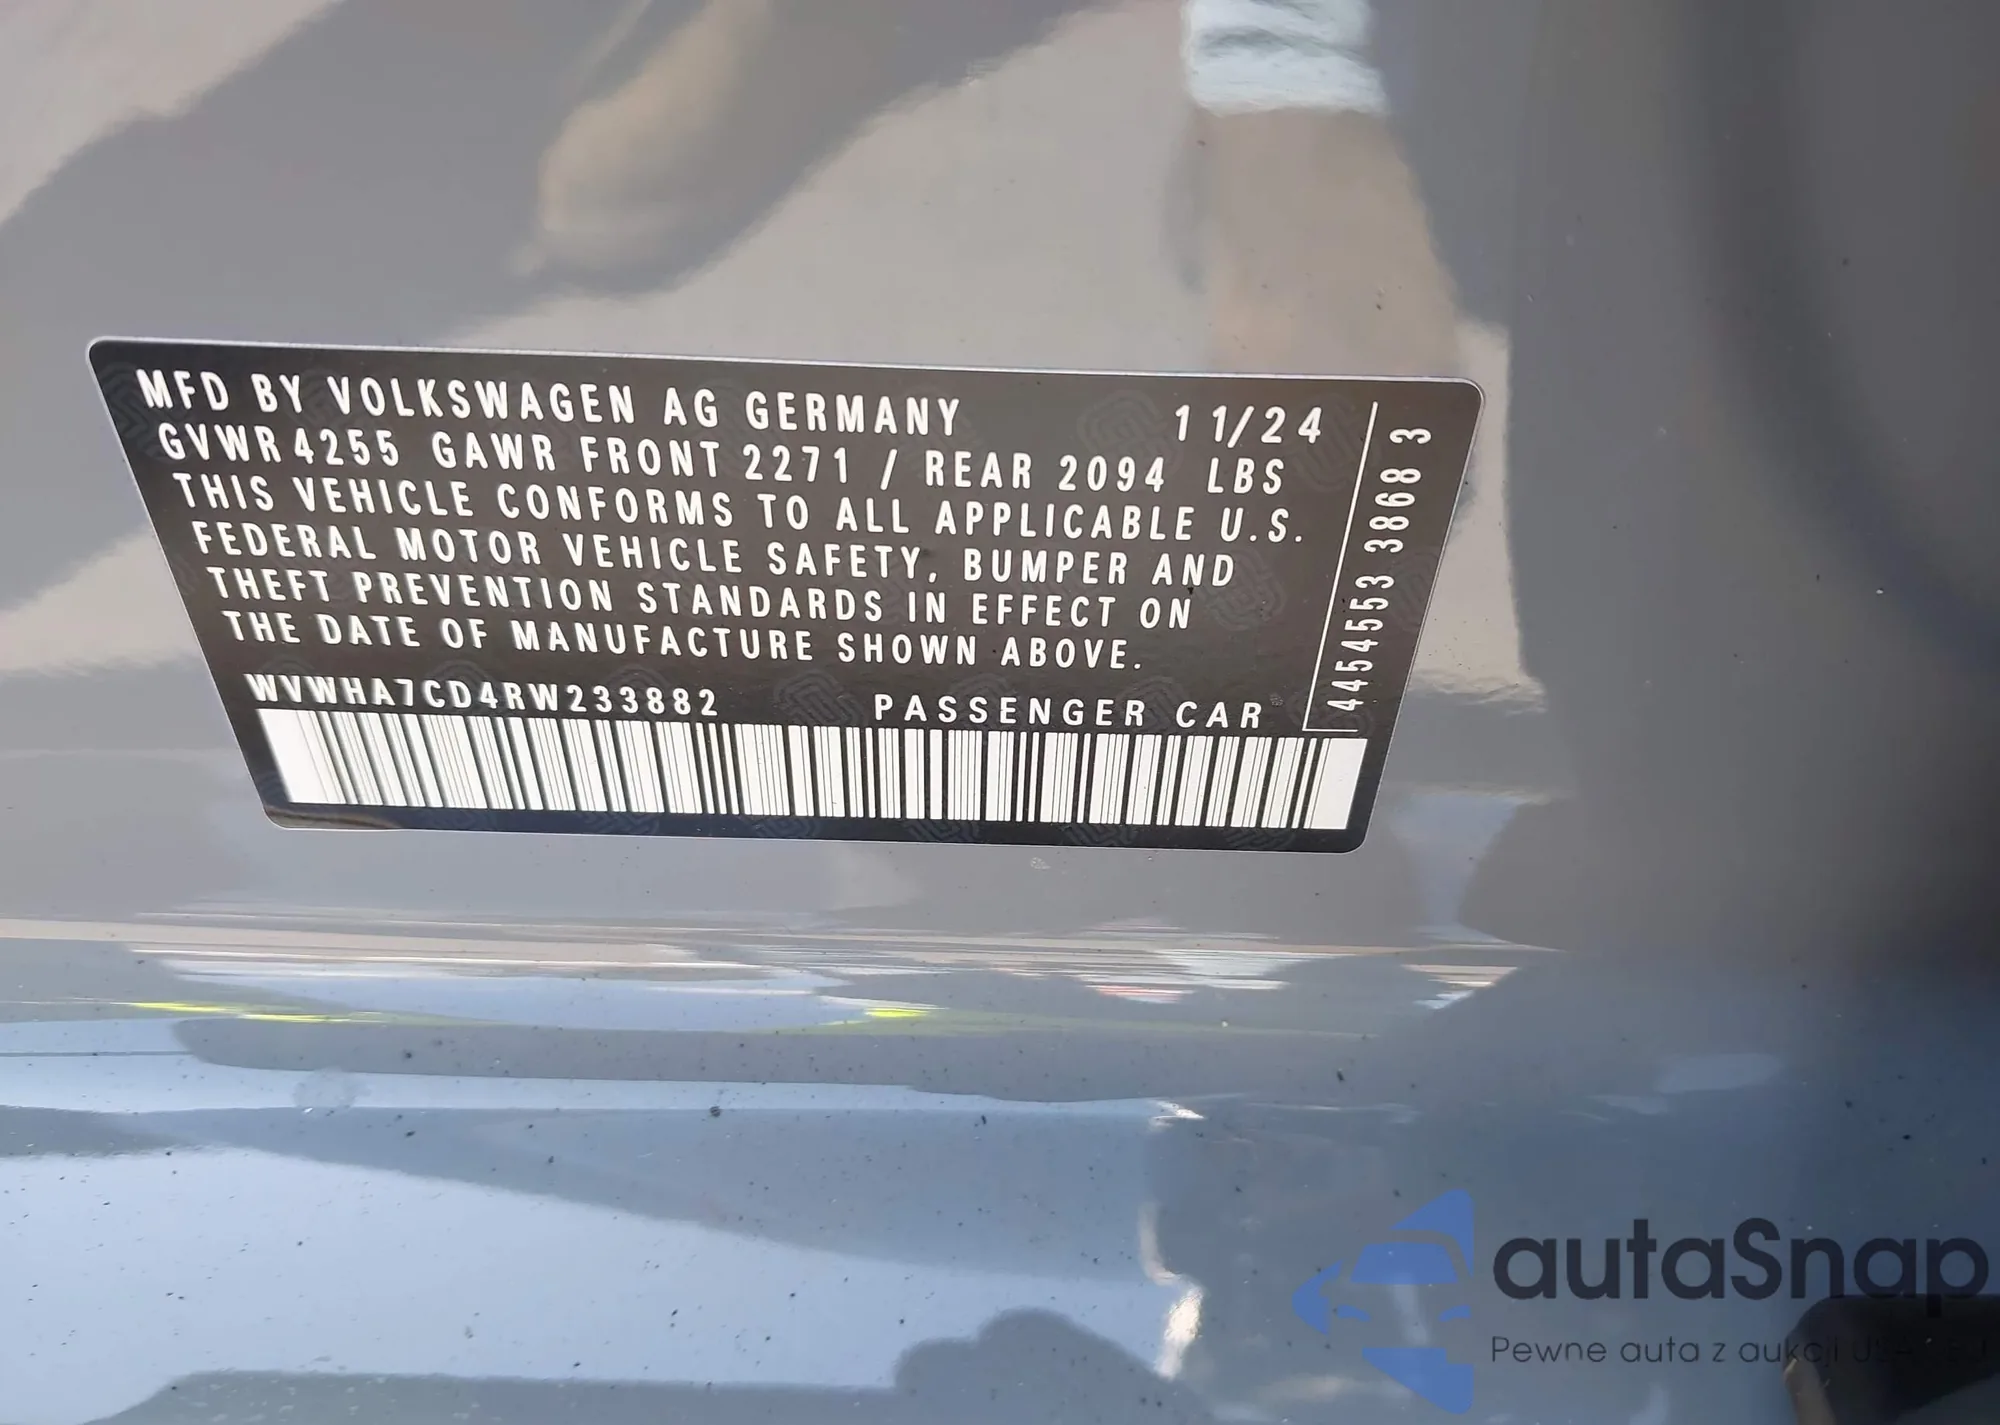 MFD BY VOLKSWAGEN AG GERMANY 11/24
GVWR 4255 GAWR FRONT 2271 / REAR 2094 LBS
THIS VEHICLE CONFORMS TO ALL APPLICABLE U.S.
FEDERAL MOTOR VEHICLE SAFETY, BUMPER AND
THEFT PREVENTION STANDARDS IN EFFECT ON
THE DATE OF MANUFACTURE SHOWN ABOVE.
WVWHA7CD4RW233882 PASSENGER CAR
4454553 3868 3
autaSnap
Pewne auta z aukcji